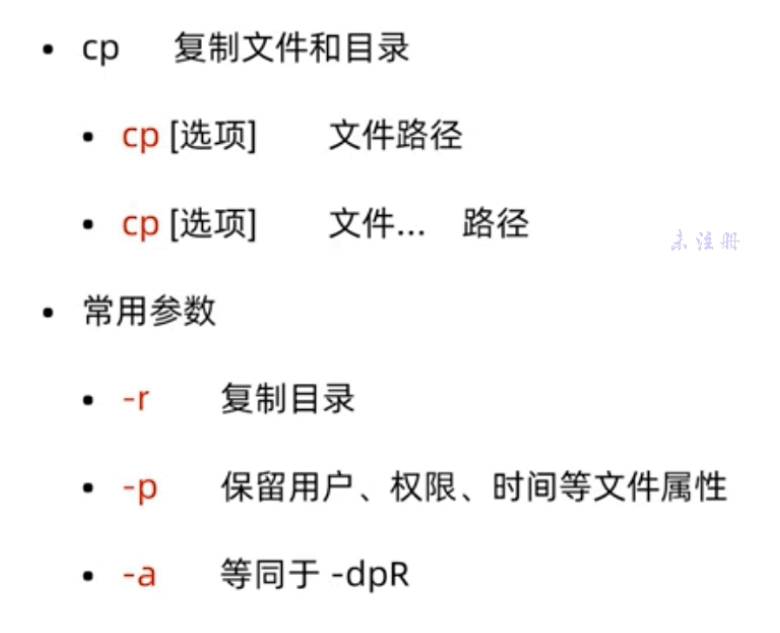 • cp 复制文件和目录
• cp [选项] 文件路径
• cp [选项] 文件... 路径
未注册
• 常用参数
• -r 复制目录
• -p 保留用户、权限、时间等文件属性
• -a 等同于 -dpR